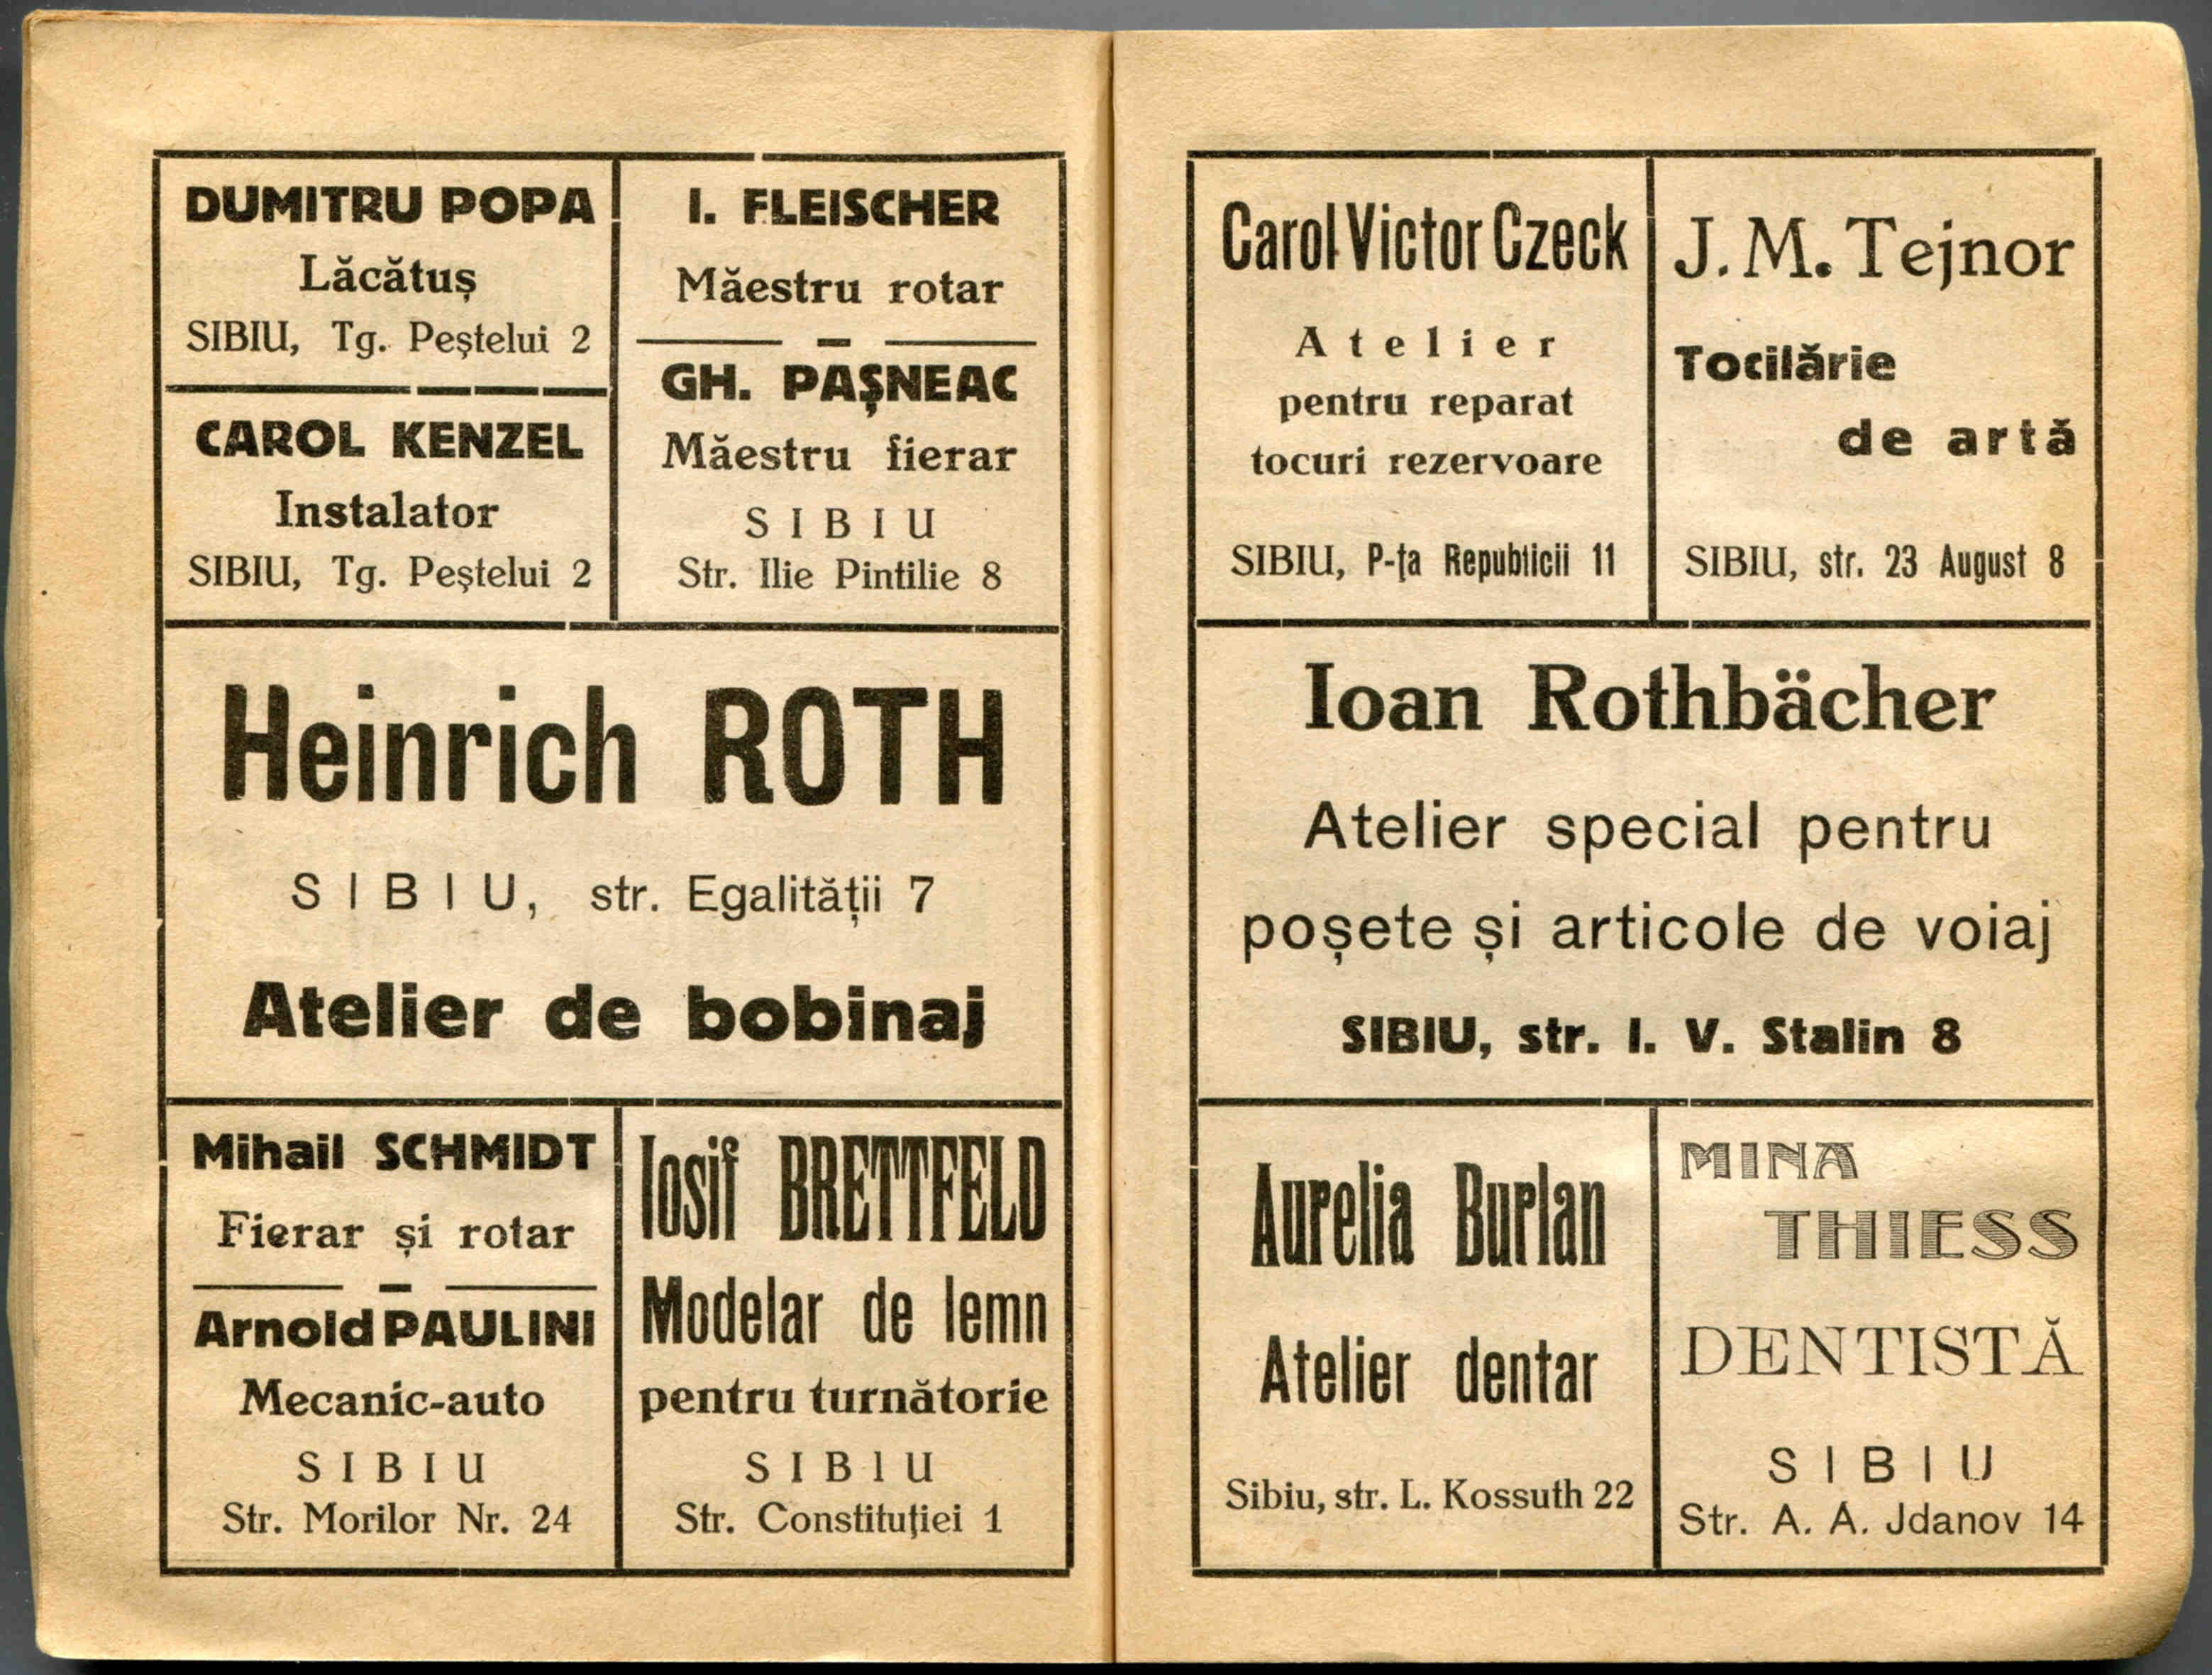 DUMITRU POPA
Lăcătuș
SIBIU, Tg. Peștelui 2
CAROL KENZEL
Instalator
SIBIU, Tg. Peștelui 2
I. FLEISCHER
Măestru rotar
GH. PAȘNEAC
Măestru fierar
SIBIU
Str. Ilie Pintilie 8
Heinrich ROTH
SIBIU, str. Egalității 7
Atelier de bobinaj
Mihail SCHMIDT
Fierar și rotar
Arnold PAULINI
Mecanic-auto
SIBIU
Str. Morilor Nr. 24
Iosif BRETTFELD
Modelar de lemn
pentru turnătorie
SIBIU
Str. Constituției 1
Carol Victor Czeck
Atelier
pentru reparat
tocuri rezervoare
SIBIU, P-ța Republicii 11
J. M. Tejnor
Tocilărie
de artă
SIBIU, str. 23 August 8
Ioan Rothbächer
Atelier special pentru
poșete și articole de voiaj
SIBIU, str. I. V. Stalin 8
Aurelia Burlan
Atelier dentar
Sibiu, str. L. Kossuth 22
MINA
THIESS
DENTISTĂ
SIBIU
Str. A. A. Jdanov 14